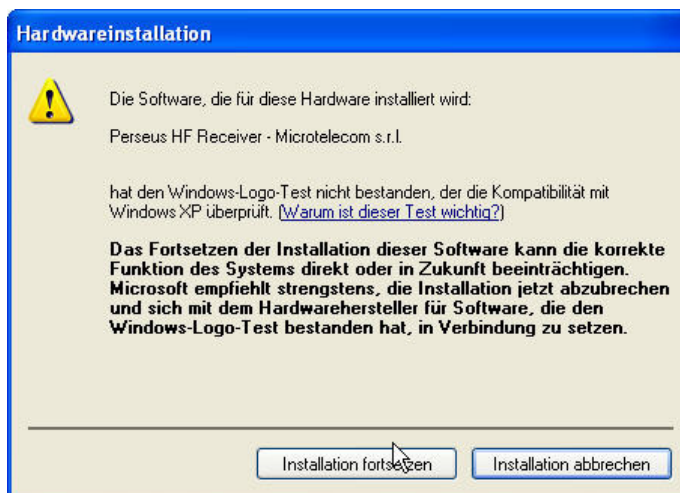 Hardwareinstallation
Die Software, die für diese Hardware installiert wird:
Perseus HF Receiver - Microtelecom s.r.l.
hat den Windows-Logo-Test nicht bestanden, der die Kompatibilität mit
Windows XP überprüft. (Warum ist dieser Test wichtig?)
Das Fortsetzen der Installation dieser Software kann die korrekte
Funktion des Systems direkt oder in Zukunft beeinträchtigen.
Microsoft empfiehlt strengstens, die Installation jetzt abzubrechen
und sich mit dem Hardwarehersteller für Software, die den
Windows-Logo-Test bestanden hat, in Verbindung zu setzen.
Installation fortsetzen
Installation abbrechen